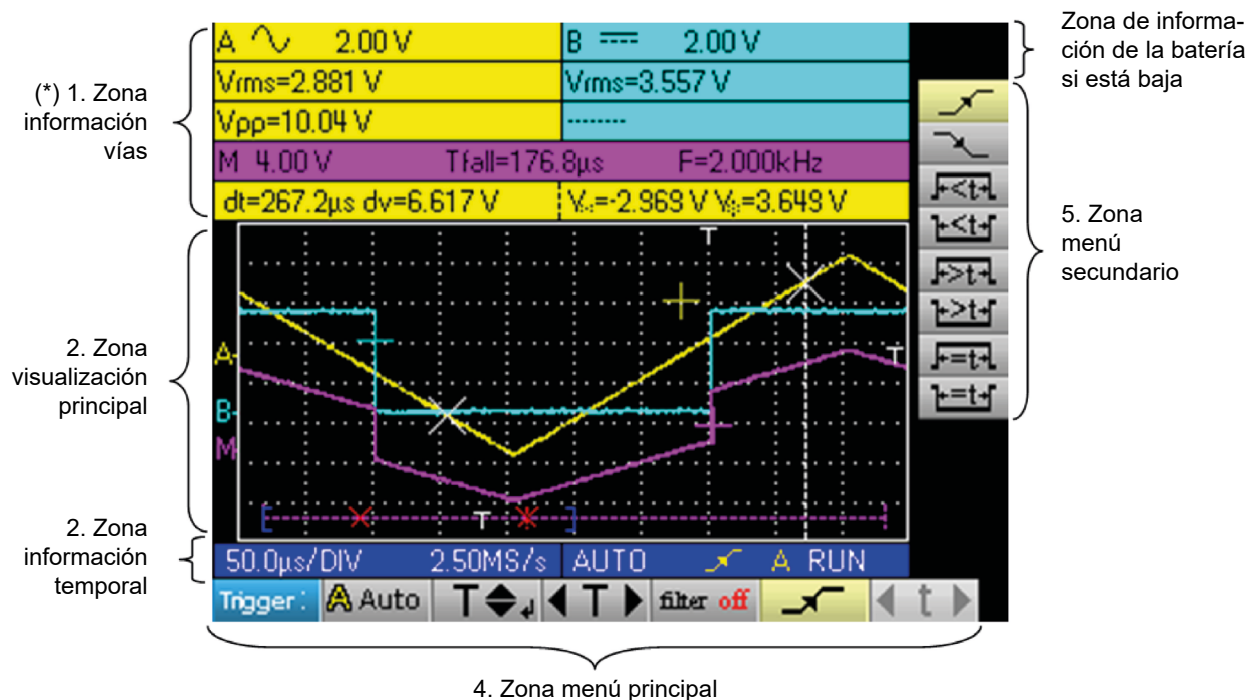 (*) 1. Zona
información
vías
A 2.00 V
B 2.00 V
Vrms=2.881 V
Vrms=3.557 V
Vpp=10.04 V
--------
M 4.00 V Tfall=176.8µs F=2.000kHz
dt=267.2µs dv=6.617 V
=-2.969 V =3.649 V
Zona de informa-
ción de la batería
si está baja
2. Zona
visualización
principal
T
A
T
B
M
T
<t
<t
>t
>t
=t
=t
5. Zona
menú
secundario
2. Zona
información
temporal
50.0µs/DIV 2.50MS/s AUTO A RUN
Trigger: A Auto T T filter off t
4. Zona menú principal